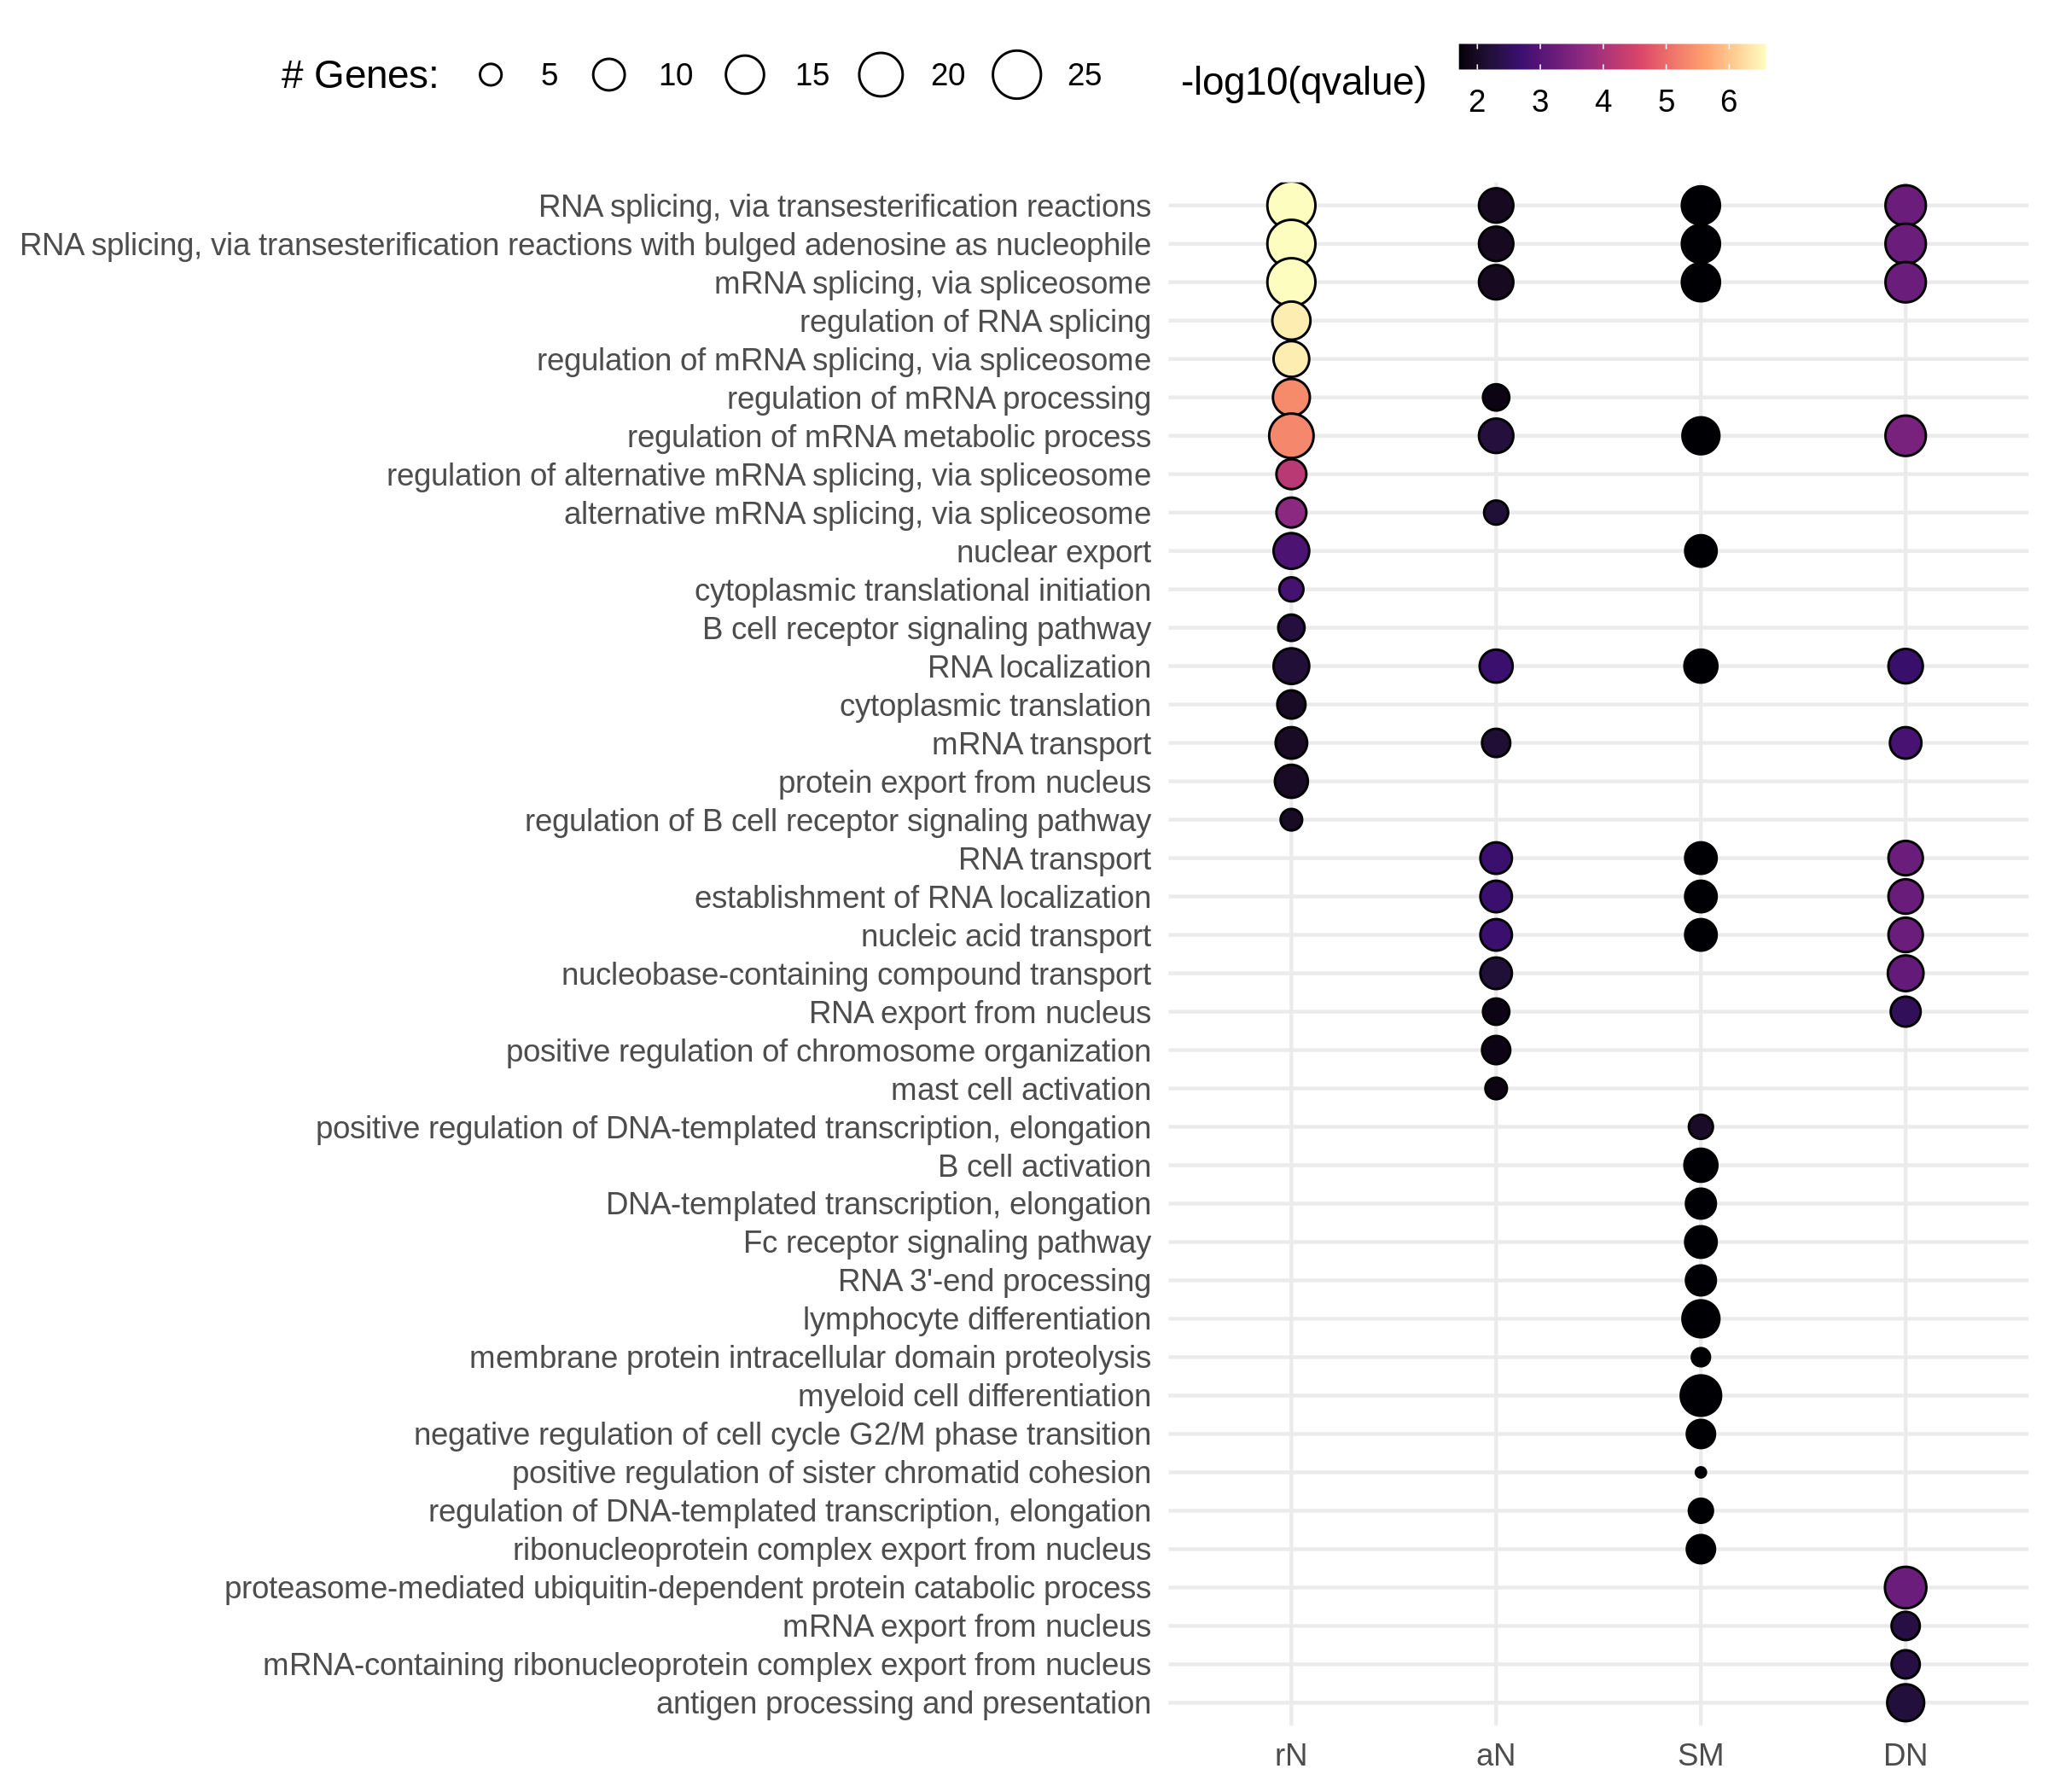 # Genes: 5 10 15 20 25 -log10(qvalue) 2 3 4 5 6
RNA splicing, via transesterification reactions
RNA splicing, via transesterification reactions with bulged adenosine as nucleophile
mRNA splicing, via spliceosome
regulation of RNA splicing
regulation of mRNA splicing, via spliceosome
regulation of mRNA processing
regulation of mRNA metabolic process
regulation of alternative mRNA splicing, via spliceosome
alternative mRNA splicing, via spliceosome
nuclear export
cytoplasmic translational initiation
B cell receptor signaling pathway
RNA localization
cytoplasmic translation
mRNA transport
protein export from nucleus
regulation of B cell receptor signaling pathway
RNA transport
establishment of RNA localization
nucleic acid transport
nucleobase-containing compound transport
RNA export from nucleus
positive regulation of chromosome organization
mast cell activation
positive regulation of DNA-templated transcription, elongation
B cell activation
DNA-templated transcription, elongation
Fc receptor signaling pathway
RNA 3'-end processing
lymphocyte differentiation
membrane protein intracellular domain proteolysis
myeloid cell differentiation
negative regulation of cell cycle G2/M phase transition
positive regulation of sister chromatid cohesion
regulation of DNA-templated transcription, elongation
ribonucleoprotein complex export from nucleus
proteasome-mediated ubiquitin-dependent protein catabolic process
mRNA export from nucleus
mRNA-containing ribonucleoprotein complex export from nucleus
antigen processing and presentation
rN aN SM DN